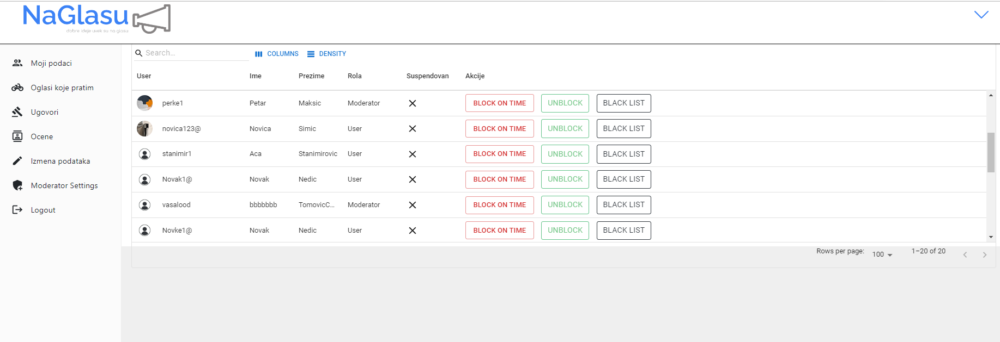 NaGlasu
dobre ideje uvek su na glasu
Moji podaci
Oglasi koje pratim
Ugovori
Ocene
Izmena podataka
Moderator Settings
Logout
Search...
COLUMNS DENSITY
User Ime Prezime Rola Suspendovan Akcije
perke1 Petar Maksic Moderator BLOCK ON TIME UNBLOCK BLACK LIST
novica123@ Novica Simic User BLOCK ON TIME UNBLOCK BLACK LIST
stanimir1 Aca Stanimirovic User BLOCK ON TIME UNBLOCK BLACK LIST
Novak1@ Novak Nedic User BLOCK ON TIME UNBLOCK BLACK LIST
vasalood bbbbbbb TomovicC... Moderator BLOCK ON TIME UNBLOCK BLACK LIST
Novke1@ Novak Nedic User BLOCK ON TIME UNBLOCK BLACK LIST
Rows per page: 100 1–20 of 20